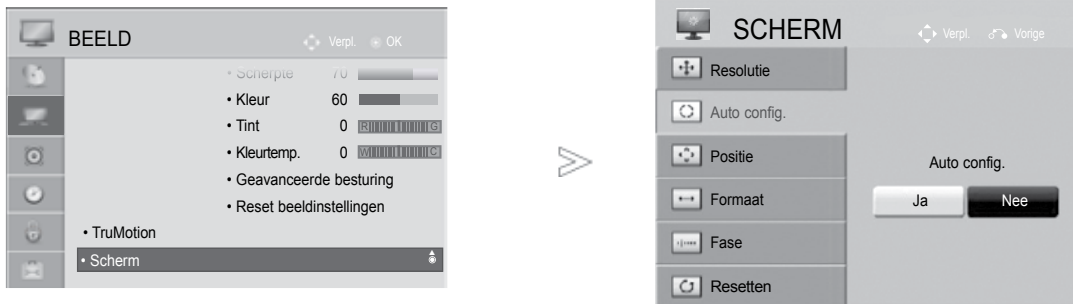 BEELD
Verpl. OK
• Scherpte 70
• Kleur 60
• Tint 0 R G
• Kleurtemp. 0 W C
• Geavanceerde besturing
• Reset beeldinstellingen
• TruMotion
• Scherm
SCHERM
Verpl. Vorige
Resolutie
Auto config.
Positie
Formaat
Fase
Resetten
Auto config.
Ja Nee